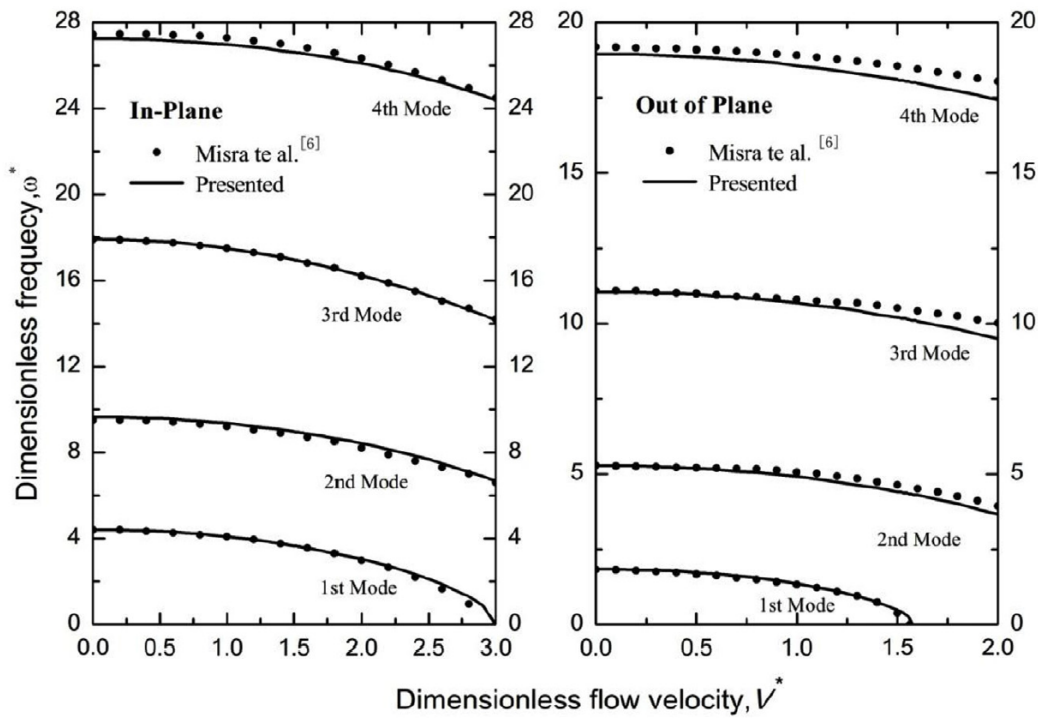 28
24
20
16
12
8
4
0
Dimensionless frequecy,ω*
In-Plane
Misra te al.[6]
Presented
4th Mode
3rd Mode
2nd Mode
1st Mode
28
24
20
16
12
8
4
0
0.0 0.5 1.0 1.5 2.0 2.5 3.0
20
15
10
5
0
Out of Plane
Misra te al.[6]
Presented
4th Mode
3rd Mode
2nd Mode
1st Mode
20
15
10
5
0
0.0 0.5 1.0 1.5 2.0
Dimensionless flow velocity,V*